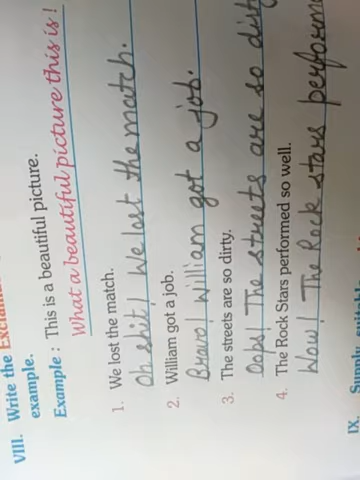 VIII. Write the Exclam
example.
Example : This is a beautiful picture.
What a beautiful picture this is!
1. We lost the match.
Oh shit! We lost the match.
2. William got a job.
Bravo! William got a job.
3. The streets are so dirty.
Oops! The streets are so dirty
4. The Rock Stars performed so well.
Wow! The Rock stars performe
IX.